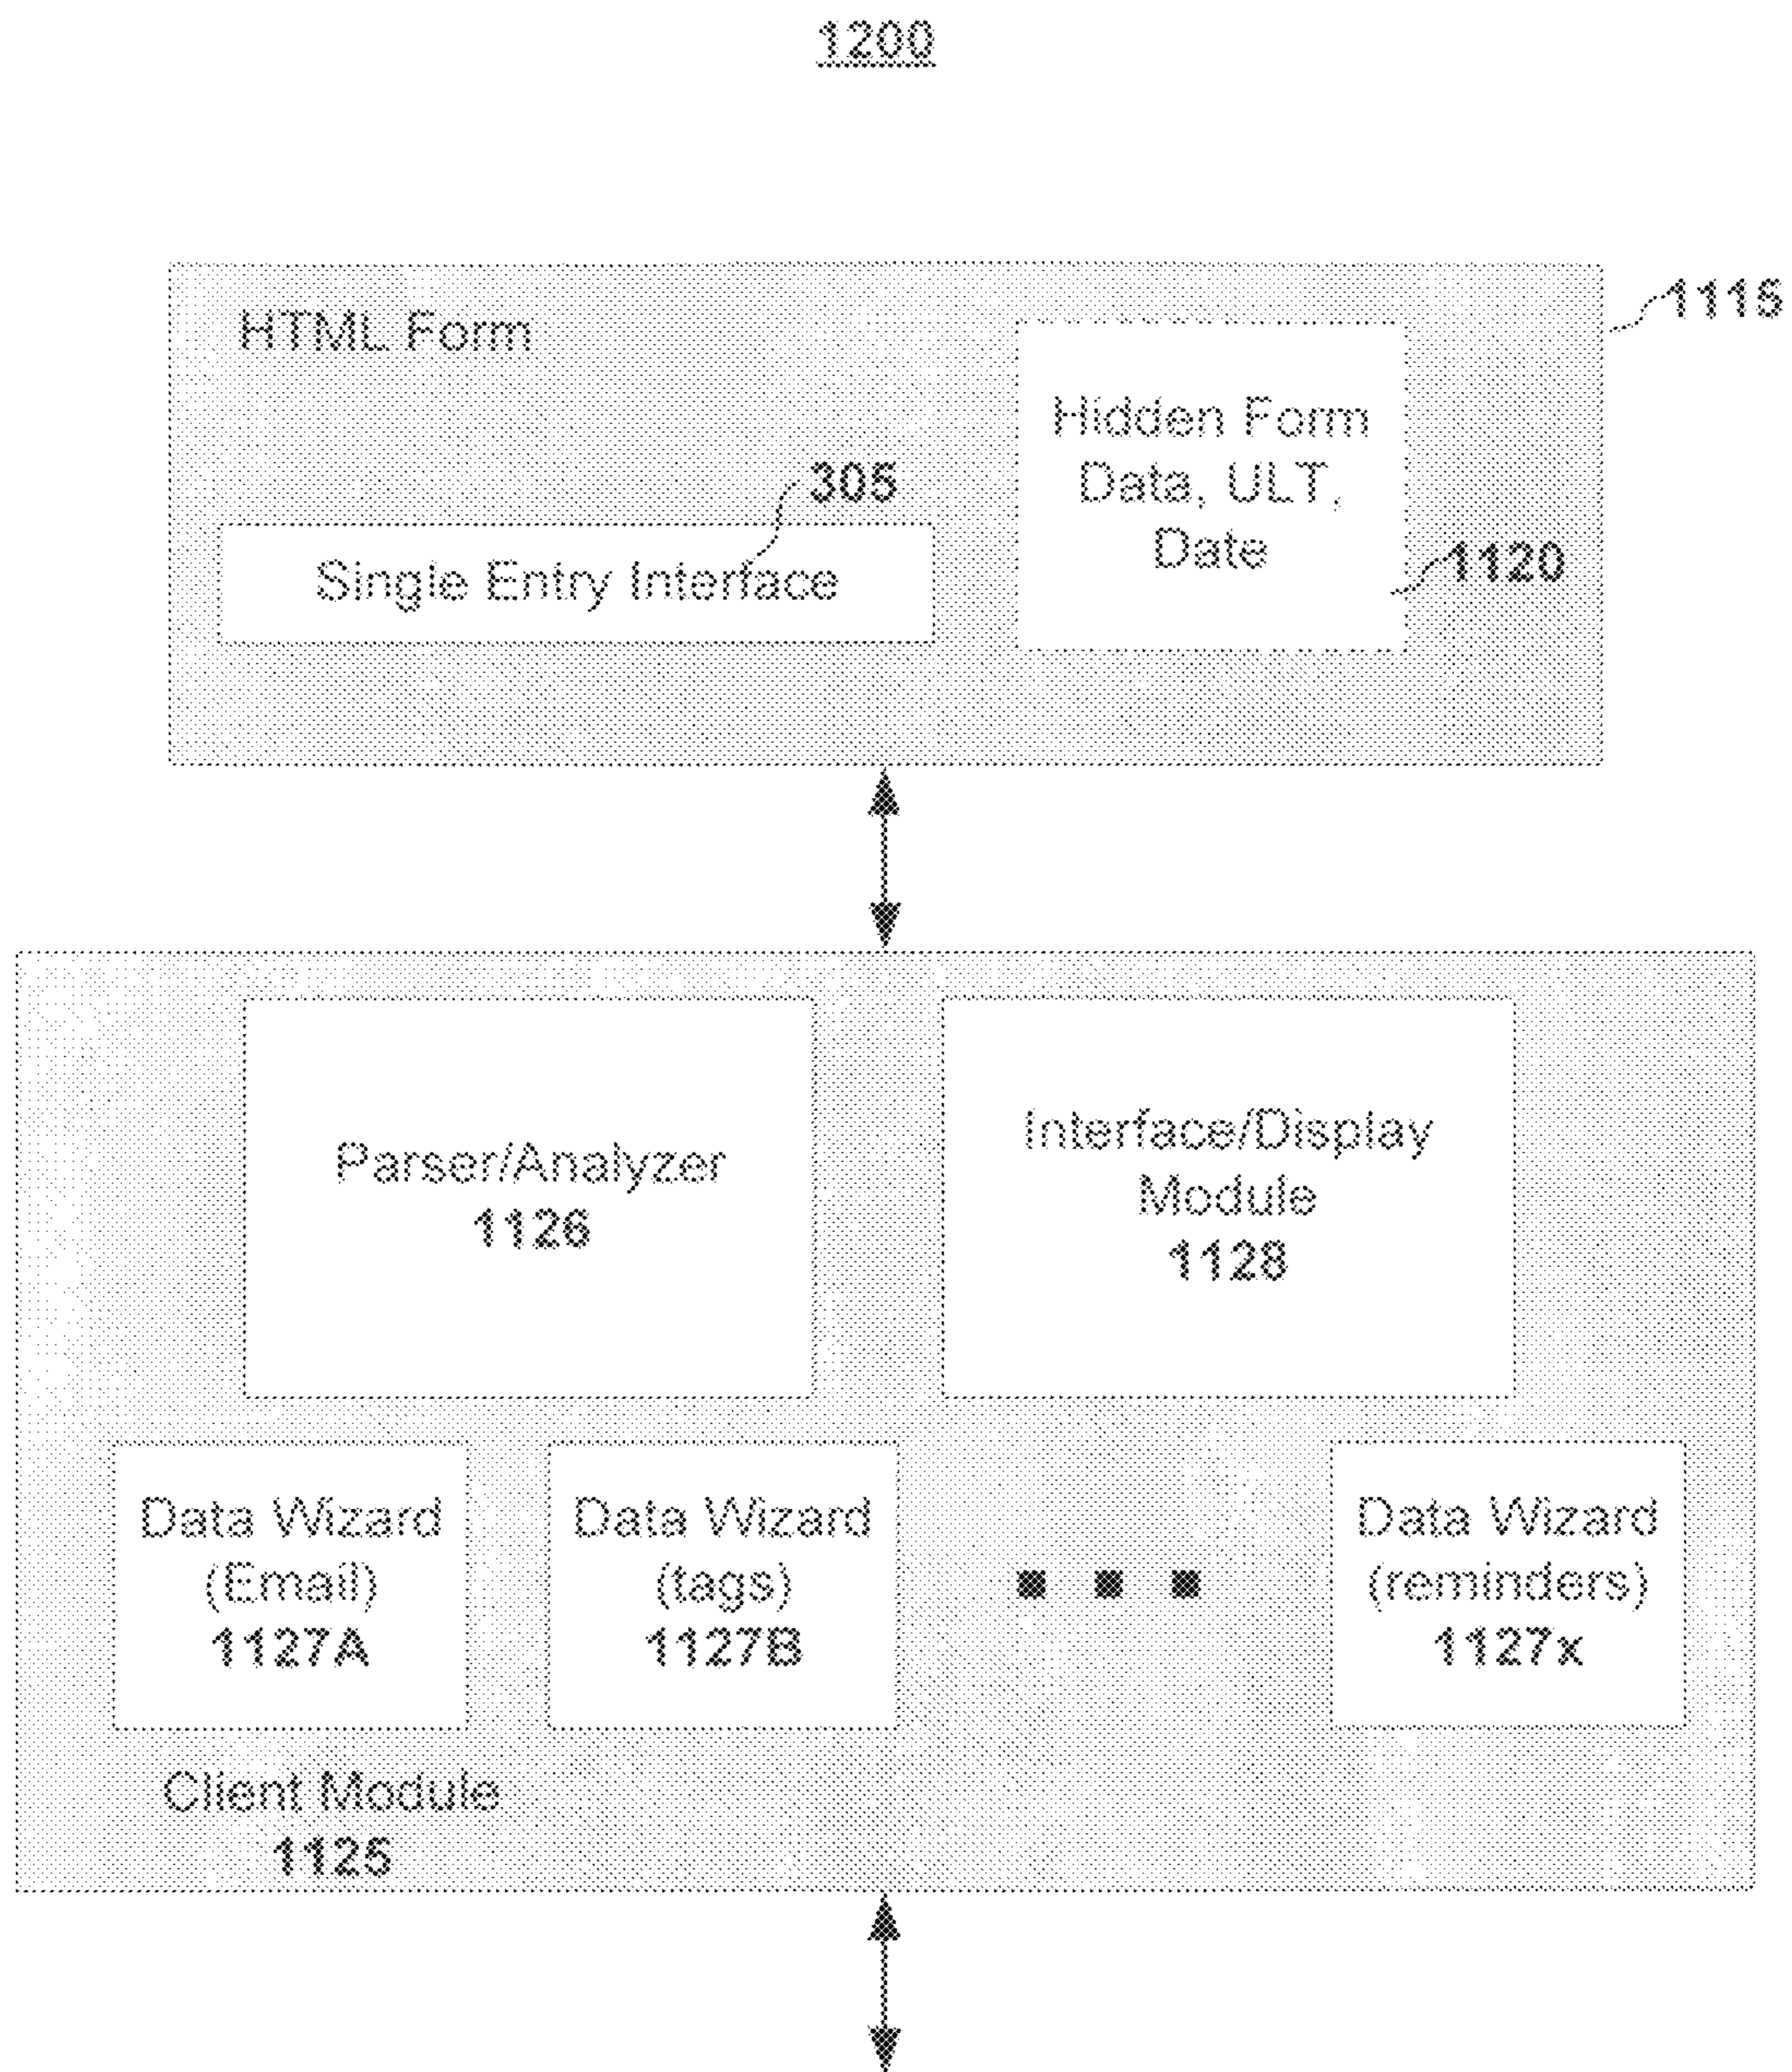 1200
HTML Form
1115
Hidden Form
Data, ULT,
Date
305
1120
Single Entry Interface
Parser/Analyzer
1126
Interface/Display
Module
1128
Data Wizard
(Email)
1127A
Data Wizard
(tags)
1127B
Data Wizard
(reminders)
1127x
Client Module
1125